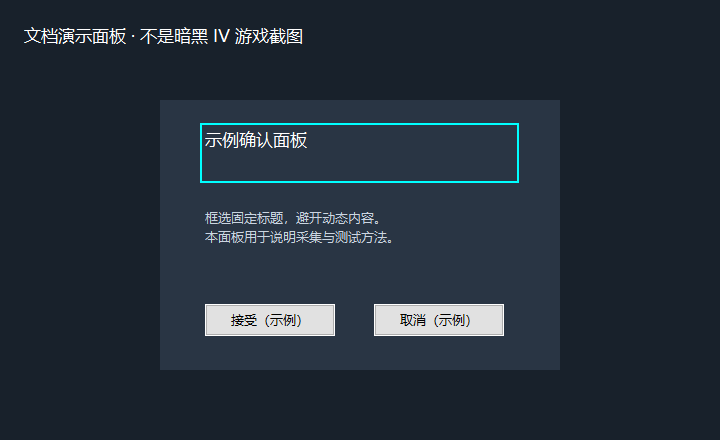 文档演示面板 · 不是暗黑 IV 游戏截图
示例确认面板
框选固定标题，避开动态内容。
本面板用于说明采集与测试方法。
接受（示例）
取消（示例）